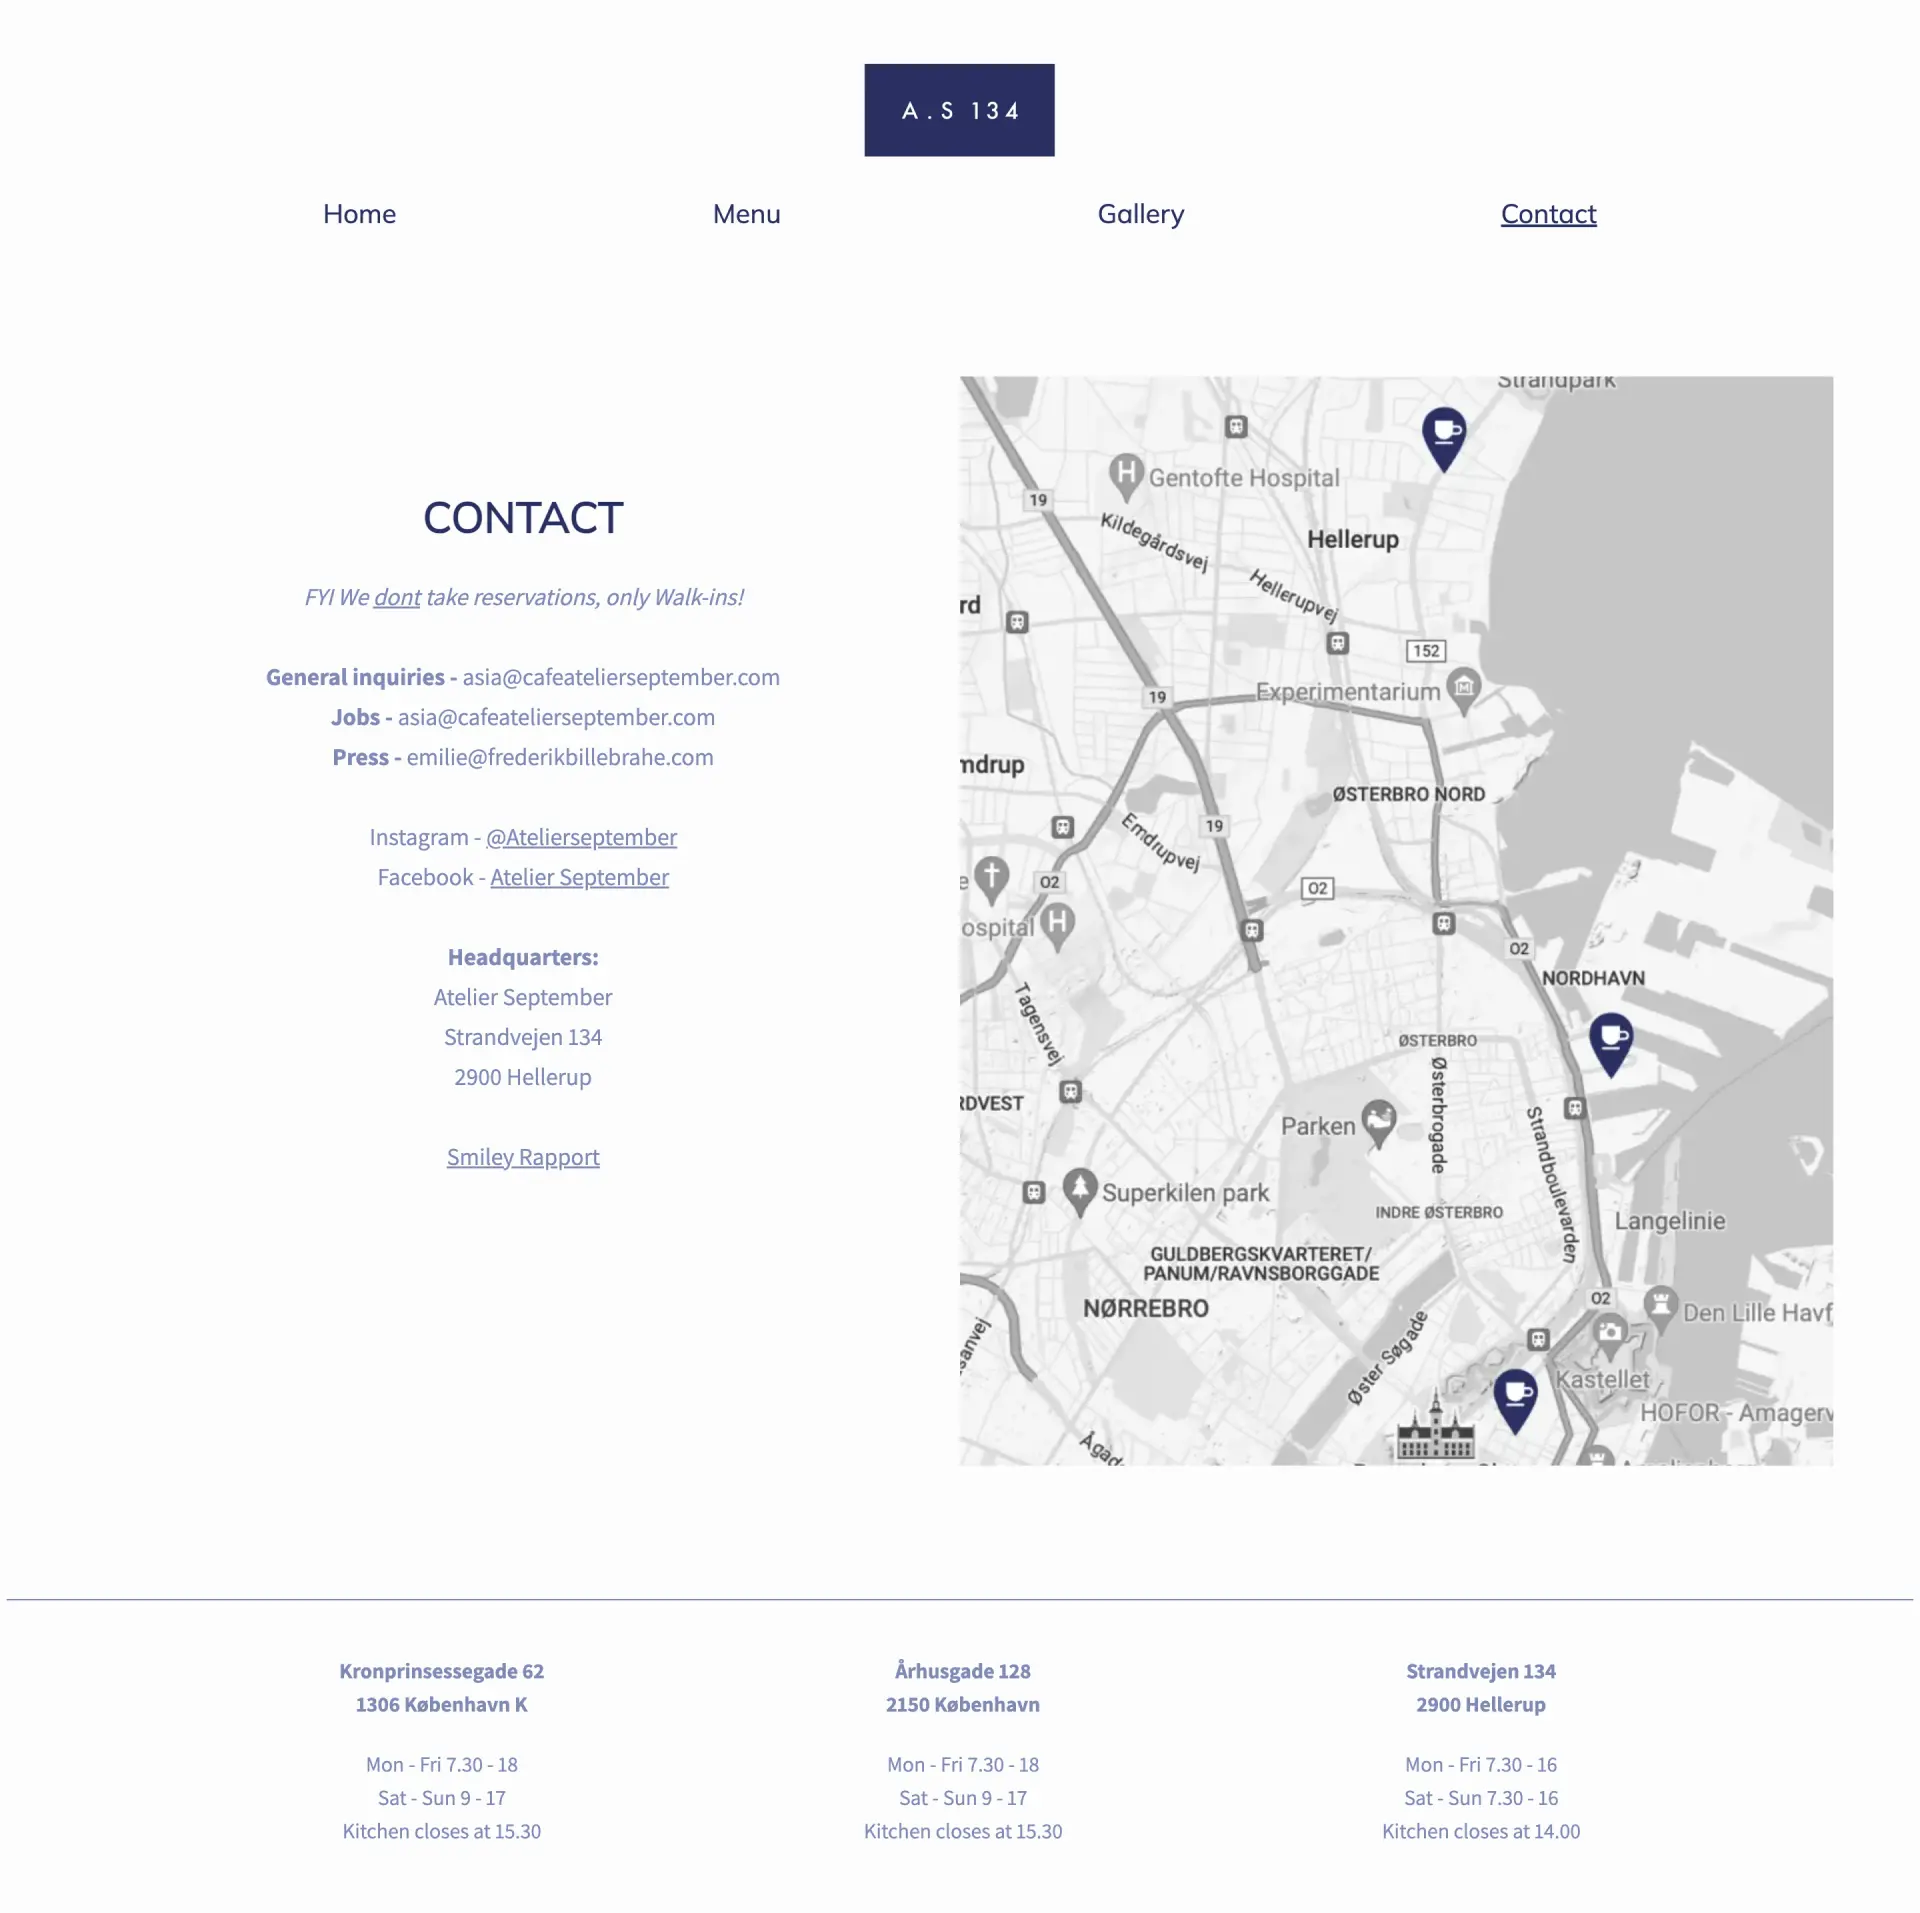 A.S 134
Home
Menu
Gallery
Contact
CONTACT
FYI We dont take reservations, only Walk-ins!
General inquiries - asia@cafeatelierseptember.com
Jobs - asia@cafeatelierseptember.com
Press - emilie@frederikbillebrahe.com
Instagram - @Atelierseptember
Facebook - Atelier September
Headquarters:
Atelier September
Strandvejen 134
2900 Hellerup
Smiley Rapport
Strandpark
Gentofte Hospital
19
Kildegårdsvej
Hellerup
Hellerupvej
rd
152
Experimentarium
19
mdrup
ØSTERBRO NORD
19
Emdrupvej
e
ospital
O2
O2
O2
NORDHAVN
Tagensvej
ØSTERBRO
Østerbrogade
RDVEST
Parken
Strandboulevarden
Superkilen park
INDRE ØSTERBRO
Langelinie
GULDBERGSKVARTERET/
PANUM/RAVNSBORGGADE
NØRREBRO
O2
Den Lille Havf
sanvej
Øster Søgade
Kastellet
HOFOR - Amagerv
Ågad
Kronprinsessegade 62
1306 København K
Mon - Fri 7.30 - 18
Sat - Sun 9 - 17
Kitchen closes at 15.30
Århusgade 128
2150 København
Mon - Fri 7.30 - 18
Sat - Sun 9 - 17
Kitchen closes at 15.30
Strandvejen 134
2900 Hellerup
Mon - Fri 7.30 - 16
Sat - Sun 7.30 - 16
Kitchen closes at 14.00